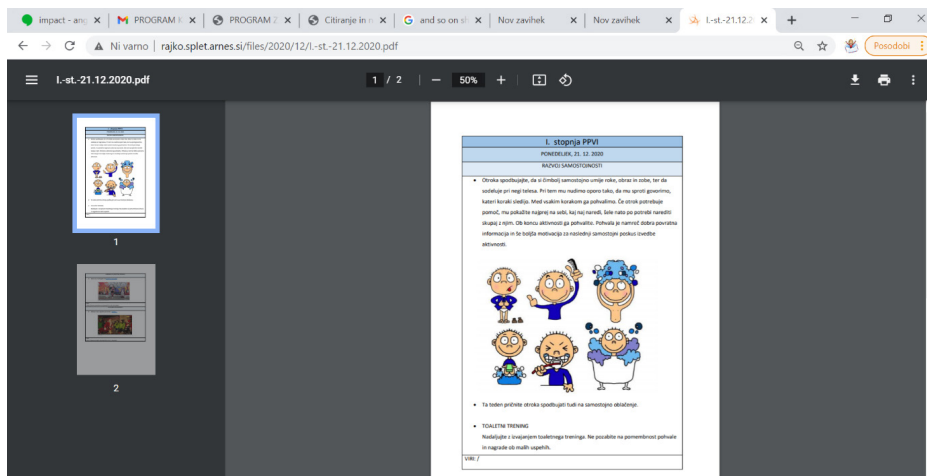 impact - ang
PROGRAM
PROGRAM Z
Citiranje in n
and so on s
Nov zavihek
Nov zavihek
I.-st.-21.12.2
Ni varno | rajko.splet.arnes.si/files/2020/12/I.-st.-21.12.2020.pdf
Posodobi
I.-st.-21.12.2020.pdf
1 / 2
50%
1
2
I. stopnja PPVI
PONEDELJEK, 21. 12. 2020
RAZVOJ SAMOSTOJNOSTI
• Otroka spodbujajte, da si čimbolj samostojno umije roke, obraz in zobe, ter da
sodeluje pri negi telesa. Pri tem mu nudimo oporo tako, da mu sproti govorimo,
kateri koraki sledijo. Med vsakim korakom ga pohvalimo. Če otrok potrebuje
pomoč, mu pokažite najprej na sebi, kaj naj naredi, šele nato po potrebi narediti
skupaj z njim. Ob koncu aktivnosti ga pohvalite. Pohvala je namreč dobra povratna
informacija in še boljša motivacija za naslednji samostojni poskus izvedbe
aktivnosti.
• Ta teden pričnite otroka spodbujati tudi na samostojno oblačenje.
• TOALETNI TRENING
Nadaljujte z izvajanjem toaletnega treninga. Ne pozabite na pomembnost pohvale
in nagrade ob malih uspehih.
VIRI: /